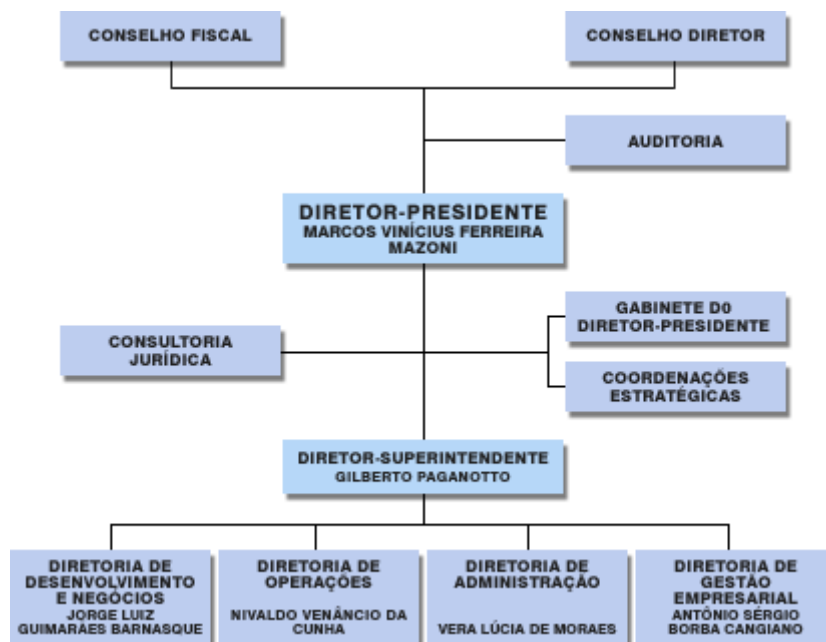 CONSELHO FISCAL
CONSELHO DIRETOR
AUDITORIA
DIRETOR-PRESIDENTE
MARCOS VINÍCIUS FERREIRA
MAZONI
GABINETE D0
DIRETOR-PRESIDENTE
CONSULTORIA
JURÍDICA
COORDENAÇÕES
ESTRATÉGICAS
DIRETOR-SUPERINTENDENTE
GILBERTO PAGANOTTO
DIRETORIA DE
DESENVOLVIMENTO
E NEGÓCIOS
JORGE LUIZ
GUIMARAES BARNASQUE
DIRETORIA DE
OPERAÇÕES
NIVALDO VENÂNCIO DA
CUNHA
DIRETORIA DE
ADMINISTRAÇÃO
VERA LÚCIA DE MORAES
DIRETORIA DE
GESTÃO
EMPRESARIAL
ANTÔNIO SÉRGIO
BORBA CANGIANO